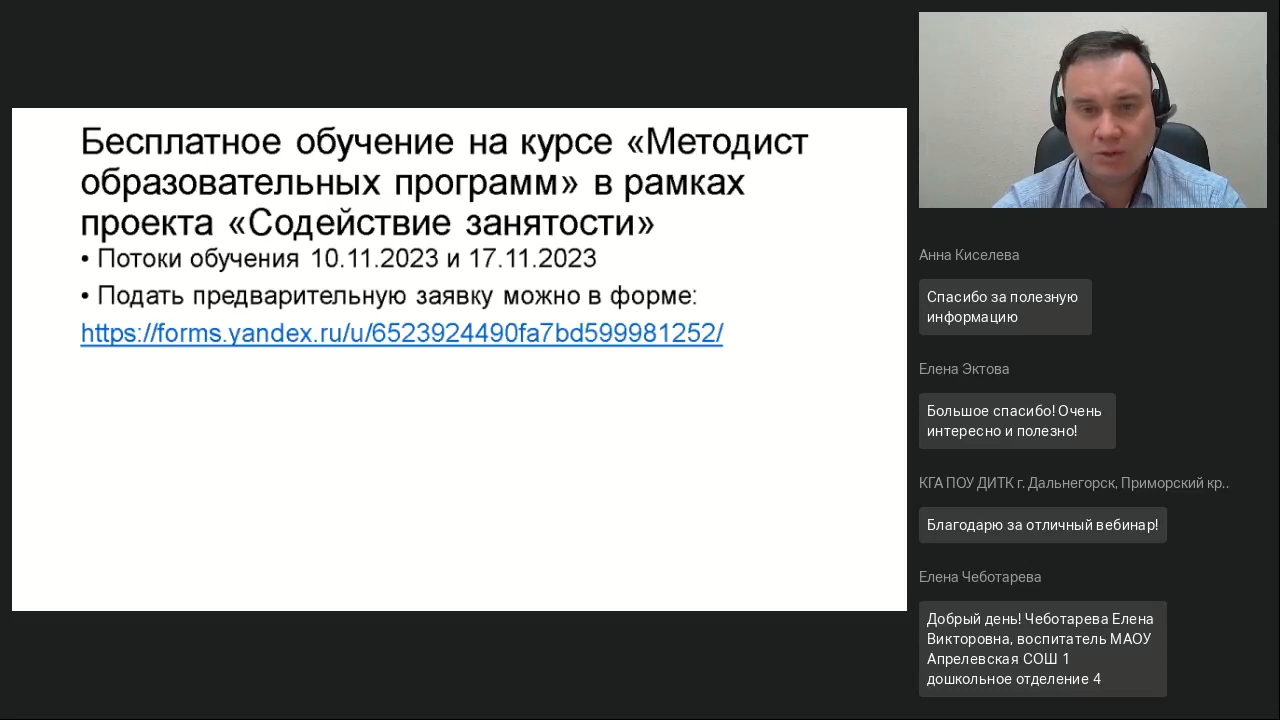 Бесплатное обучение на курсе «Методист
образовательных программ» в рамках
проекта «Содействие занятости»
• Потоки обучения 10.11.2023 и 17.11.2023
• Подать предварительную заявку можно в форме:
https://forms.yandex.ru/u/6523924490fa7bd599981252/
Анна Киселева
Спасибо за полезную
информацию
Елена Эктова
Большое спасибо! Очень
интересно и полезно!
КГА ПОУ ДИТК г. Дальнегорск, Приморский кр..
Благодарю за отличный вебинар!
Елена Чеботарева
Добрый день! Чеботарева Елена
Викторовна, воспитатель МАОУ
Апрелевская СОШ 1
дошкольное отделение 4